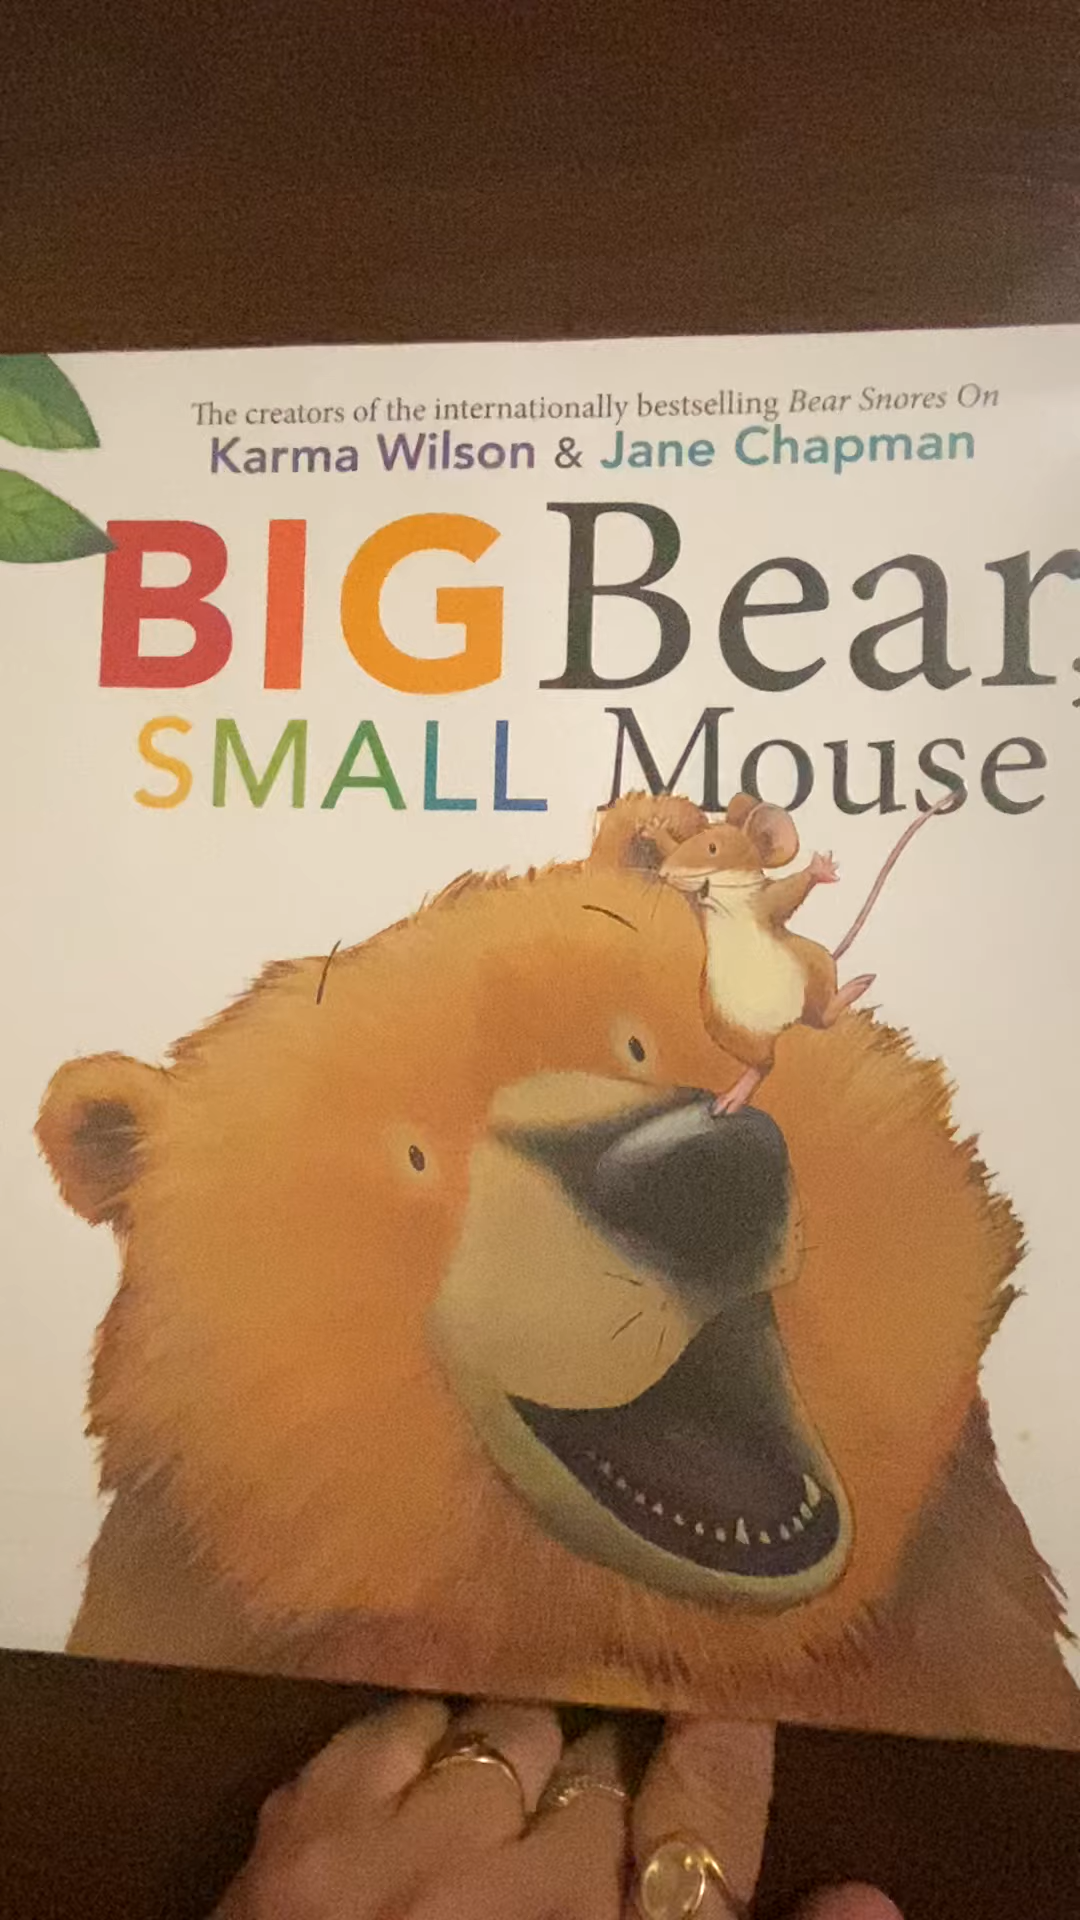 The creators of the internationally bestselling Bear Snores On
Karma Wilson & Jane Chapman
BIG Bear,
SMALL Mouse